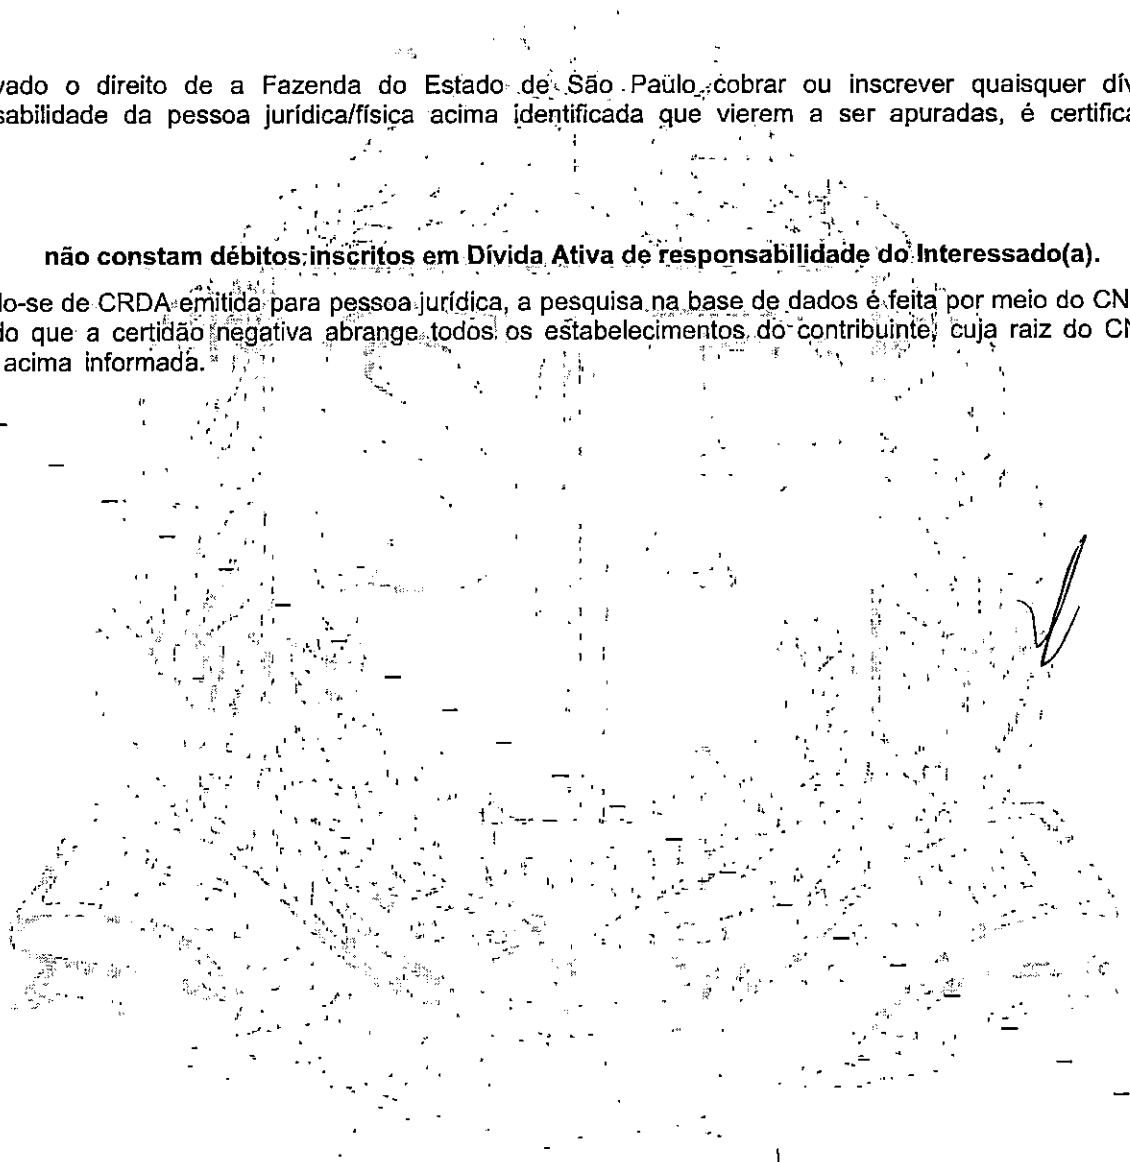 vado o direito de a Fazenda do Estado de São Paulo cobrar ou inscrever quaisquer dív
sabilidade da pessoa jurídica/física acima identificada que vierem a ser apuradas, é certifica
não constam débitos inscritos em Dívida Ativa de responsabilidade do Interessado(a).
do-se de CRDA emitida para pessoa jurídica, a pesquisa na base de dados é feita por meio do CN
do que a certidão negativa abrange todos os estabelecimentos do contribuinte, cuja raiz do CN
acima informada.